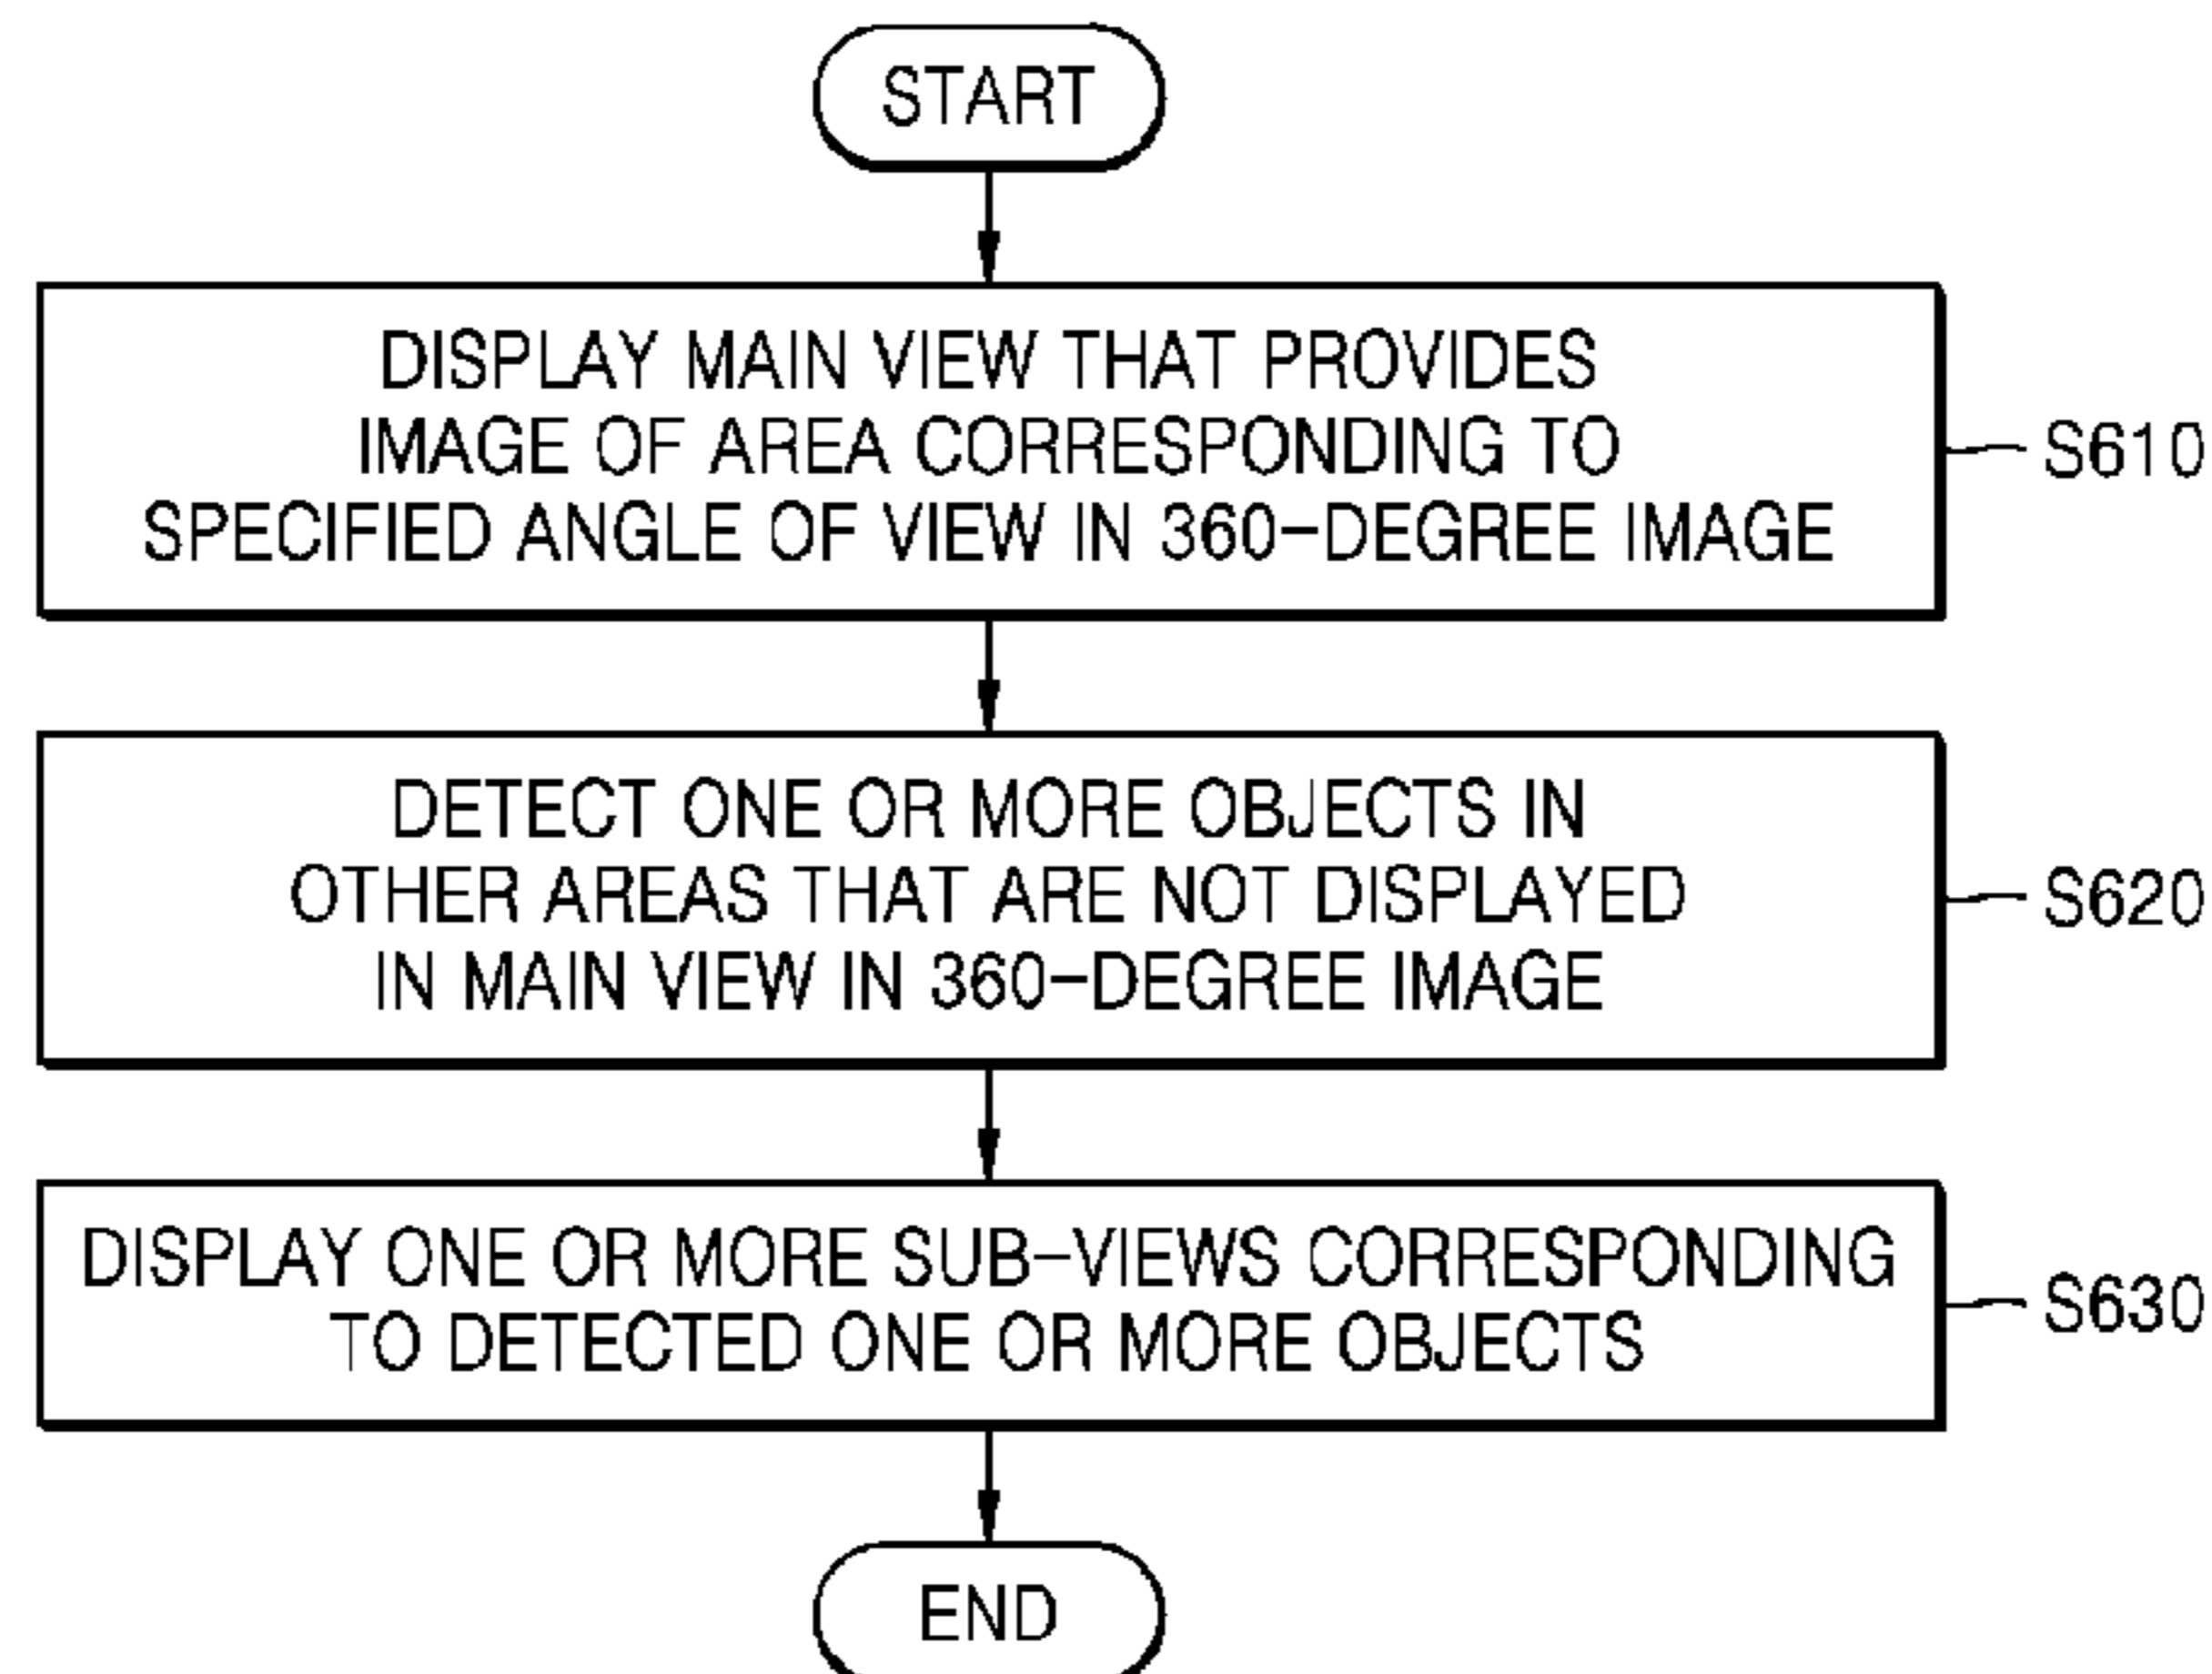 START
DISPLAY MAIN VIEW THAT PROVIDES
IMAGE OF AREA CORRESPONDING TO
SPECIFIED ANGLE OF VIEW IN 360-DEGREE IMAGE
S610
DETECT ONE OR MORE OBJECTS IN
OTHER AREAS THAT ARE NOT DISPLAYED
IN MAIN VIEW IN 360-DEGREE IMAGE
S620
DISPLAY ONE OR MORE SUB-VIEWS CORRESPONDING
TO DETECTED ONE OR MORE OBJECTS
S630
END